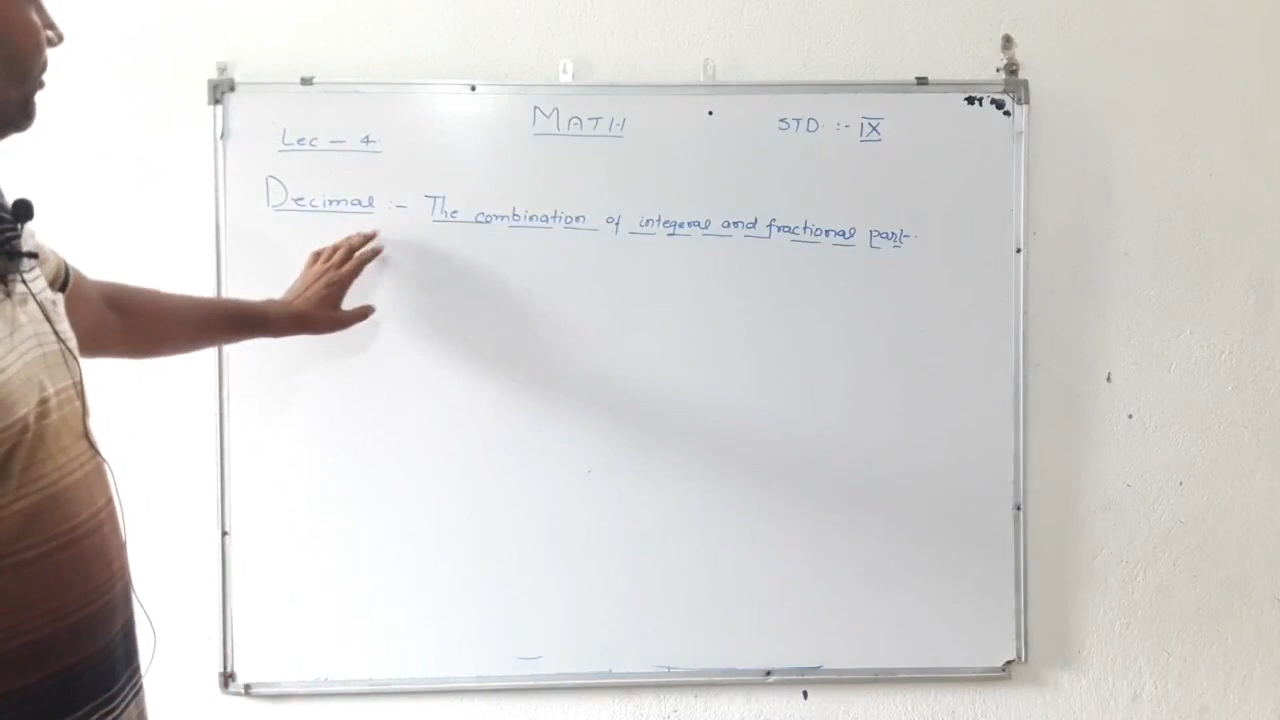 MATH
STD. :- IX
Lec - 4
Decimal :- The combination of integeral and fractional part.